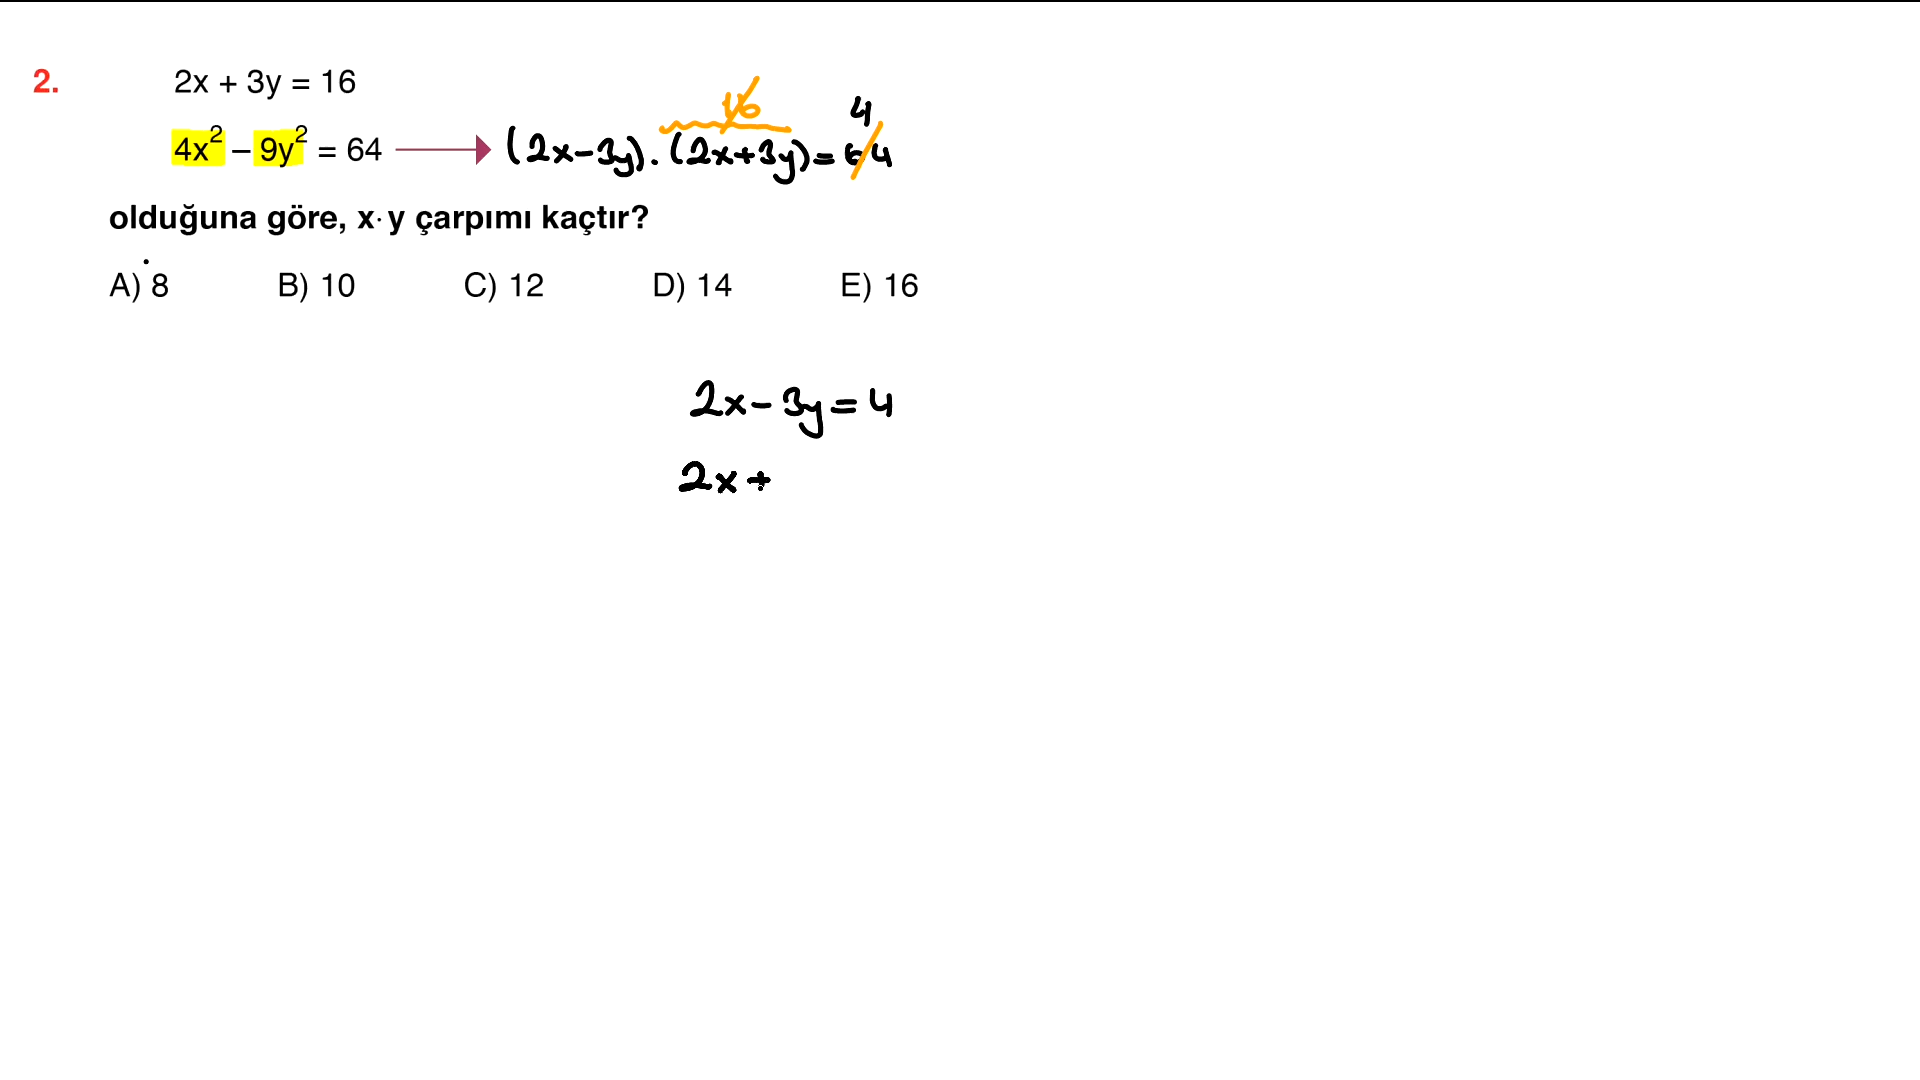 2. 2x + 3y = 16
16
4
4x² – 9y² = 64 → (2x-3y).(2x+3y)=64
olduğuna göre, x·y çarpımı kaçtır?
A) 8 B) 10 C) 12 D) 14 E) 16
2x-3y=4
2x+